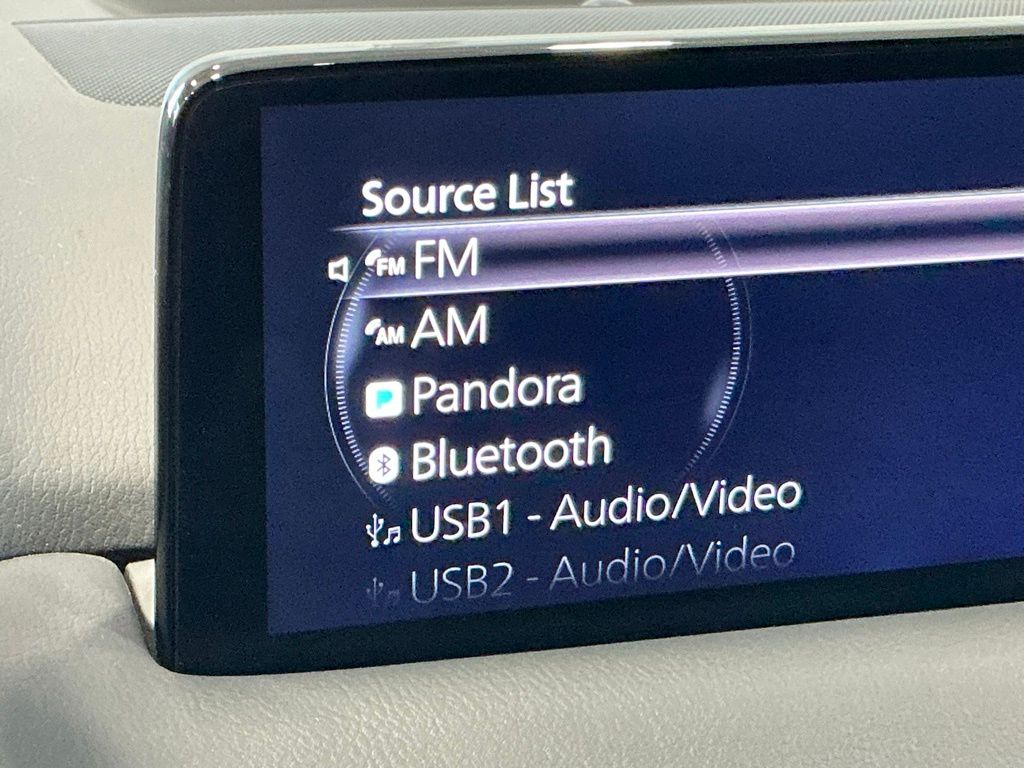 Source List
FM FM
AM AM
Pandora
Bluetooth
USB1 - Audio/Video
USB2 - Audio/Video